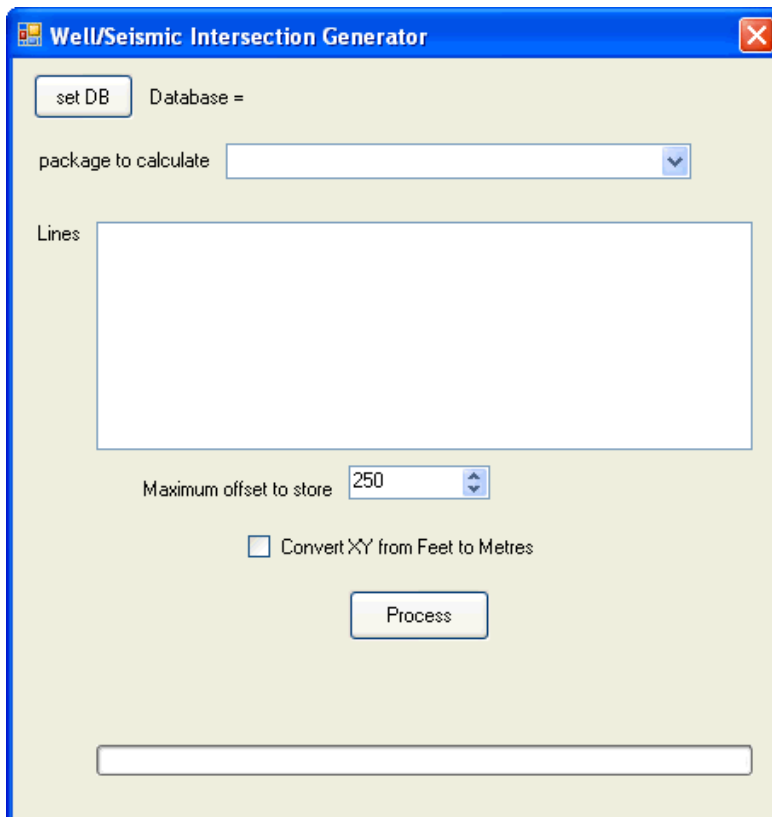 Well/Seismic Intersection Generator
set DB Database =
package to calculate
Lines
Maximum offset to store 250
Convert XY from Feet to Metres
Process